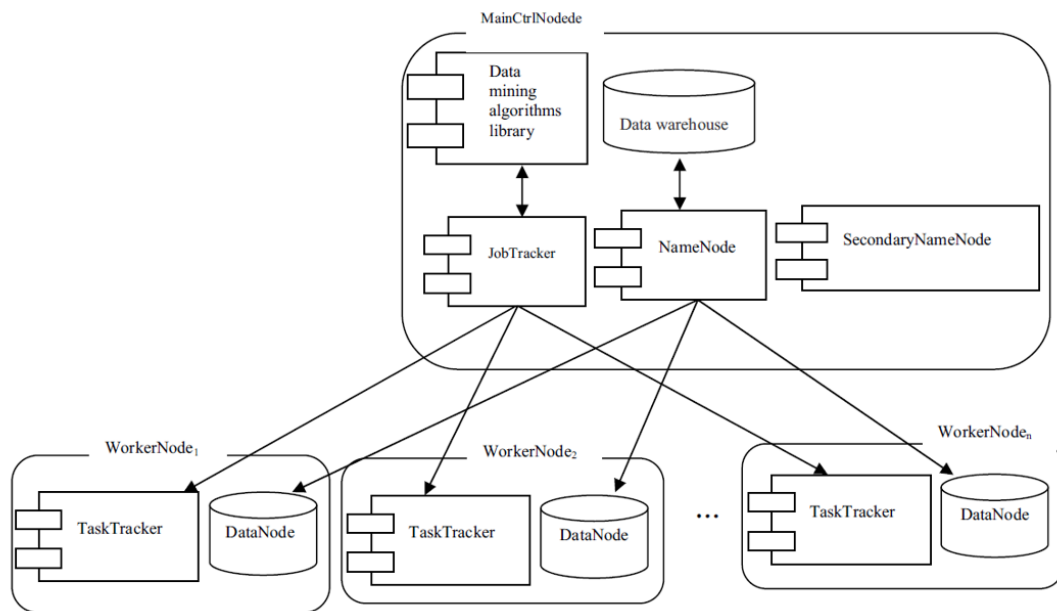 MainCtrlNodede
Data
mining
algorithms
library
Data warehouse
JobTracker
NameNode
SecondaryNameNode
WorkerNode₁
WorkerNode₂
WorkerNodeₙ
TaskTracker
DataNode
TaskTracker
DataNode
...
TaskTracker
DataNode